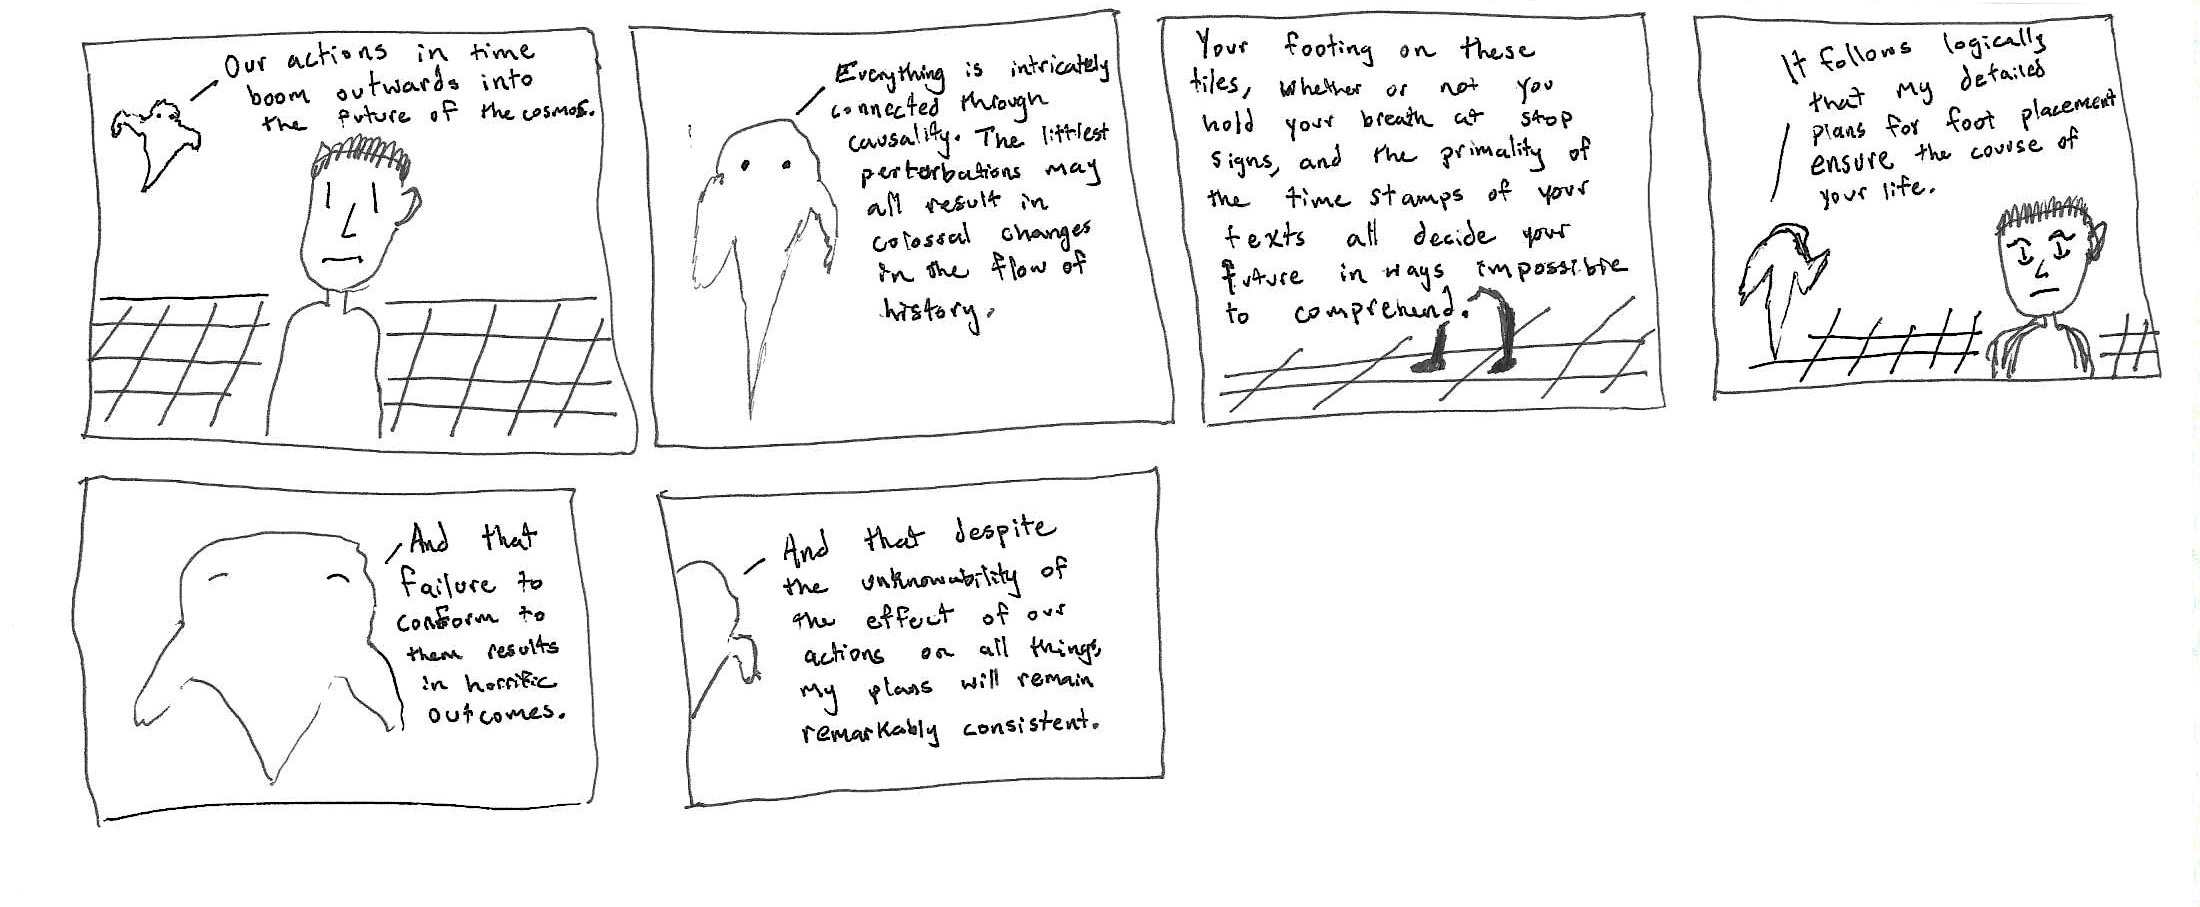 Our actions in time
boom outwards into
the future of the cosmos.
Everything is intricately
connected through
causality. The littlest
perturbations may
all result in
colossal changes
in the flow of
history.
Your footing on these
tiles, whether or not you
hold your breath at stop
signs, and the primality of
the time stamps of your
texts all decide your
future in ways impossible
to comprehend.
It follows logically
that my detailed
plans for foot placement
ensure the course of
your life.
And that
failure to
conform to
them results
in horrific
outcomes.
And that despite
the unknowability of
the effect of our
actions on all things,
my plans will remain
remarkably consistent.